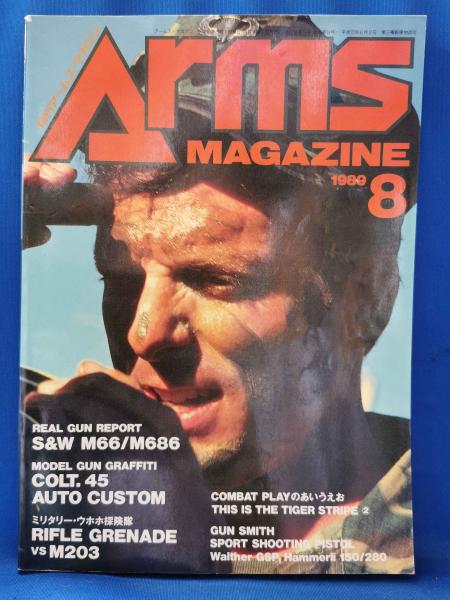 Arms
MAGAZINE
1989 8
REAL GUN REPORT
S&W M66/M686
MODEL GUN GRAFFITI
COLT. 45
AUTO CUSTOM
ミリタリー・ウホホ探険隊
RIFLE GRENADE
VS M203
COMBAT PLAYのあいうえお
THIS IS THE TIGER STRIPE 2
GUN SMITH
SPORT SHOOTING PISTOL
Walther GSP, Hammerli 150/280